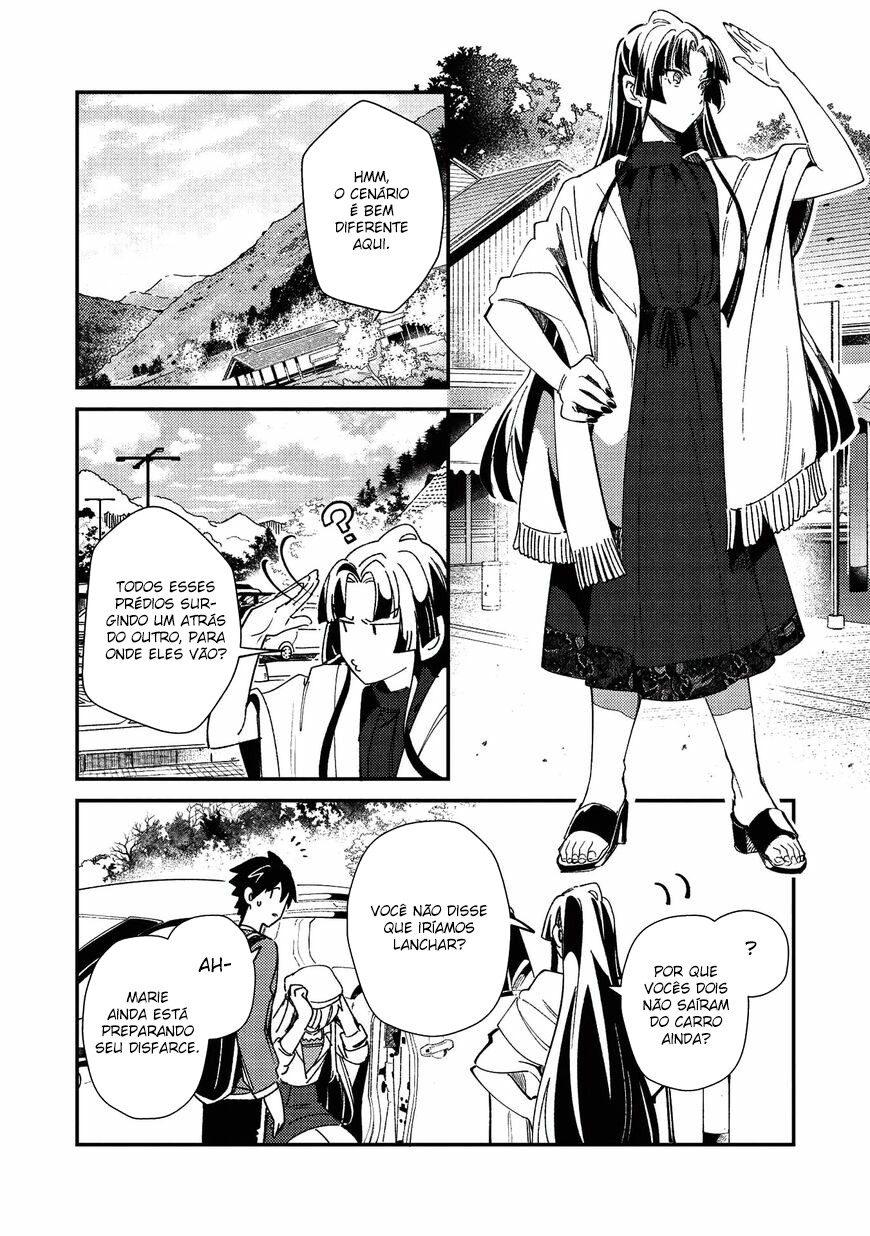 HMM,
O CENÁRIO
É BEM
DIFERENTE
AQUI.
?
TODOS ESSES
PRÉDIOS SUR-
GINDO UM ATRÁS
DO OUTRO, PARA
ONDE ELES VÃO?
?
POR QUE
VOCÊS DOIS
NÃO SAÍRAM
DO CARRO
AINDA?
VOCÊ NÃO DISSE
QUE IRÍAMOS
LANCHAR?
AH-
MARIE
AINDA ESTÁ
PREPARANDO
SEU DISFARCE.